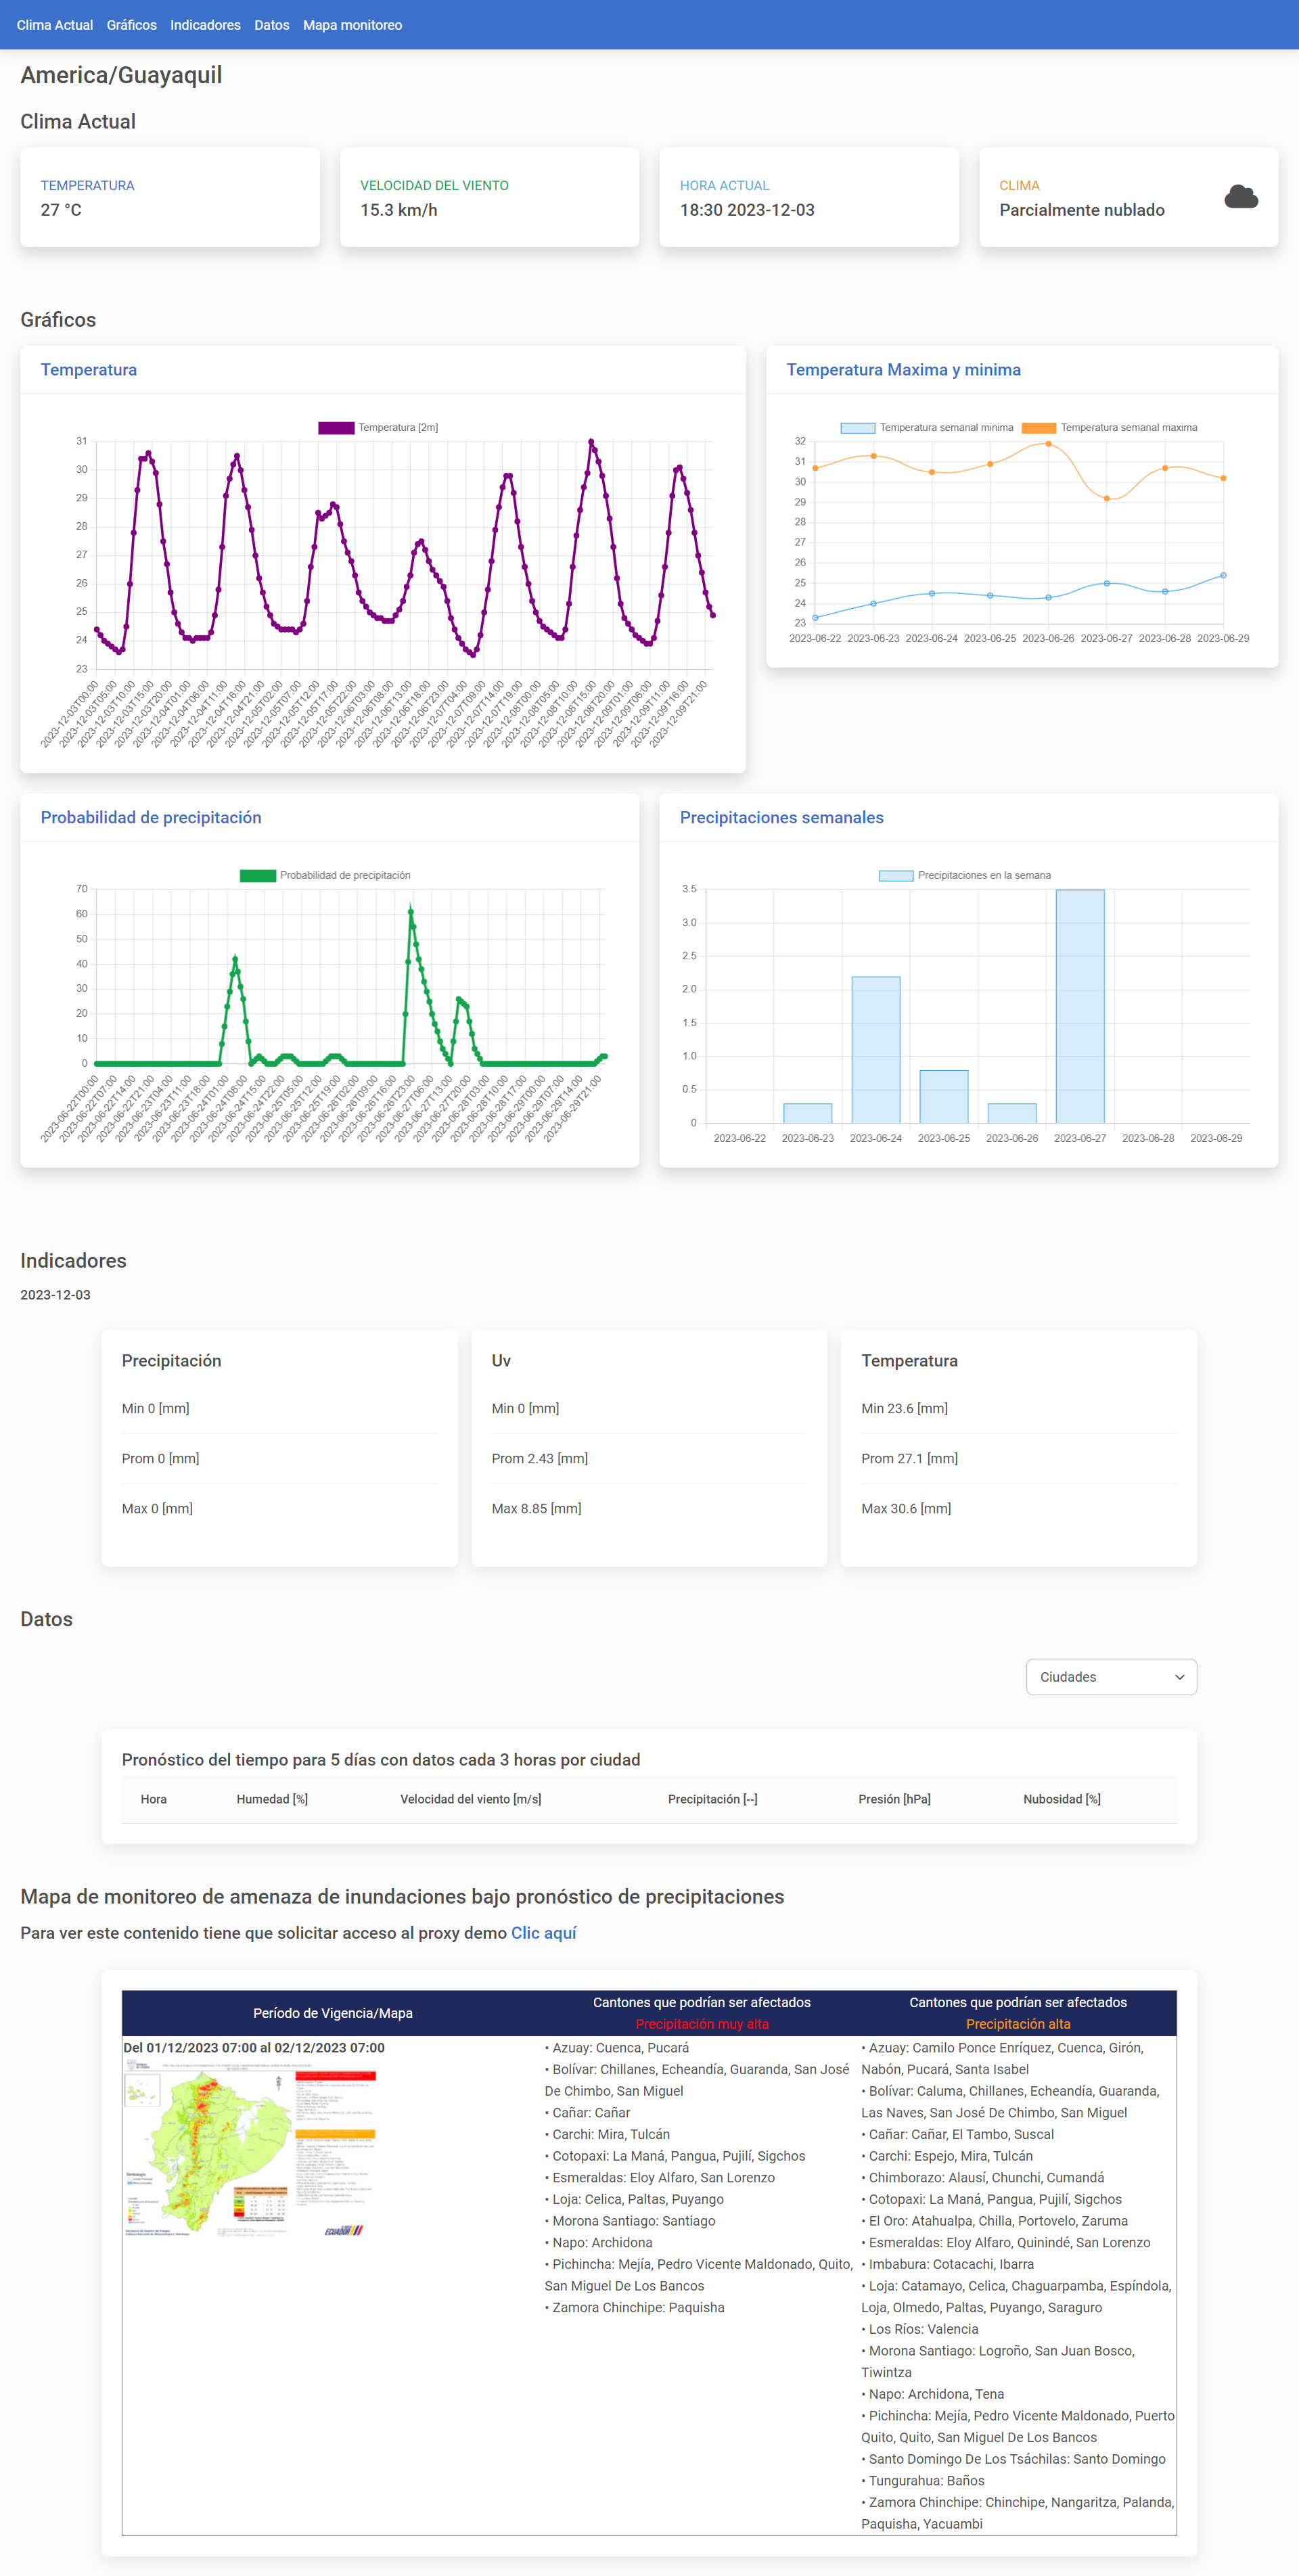 Clima Actual Gráficos Indicadores Datos Mapa monitoreo
America/Guayaquil
Clima Actual
TEMPERATURA
27 °C
VELOCIDAD DEL VIENTO
15.3 km/h
HORA ACTUAL
18:30 2023-12-03
CLIMA
Parcialmente nublado
Gráficos
Temperatura
Temperatura [2m]
31
30
29
28
27
26
25
24
23
2023-12-03T00:00
2023-12-03T05:00
2023-12-03T10:00
2023-12-03T15:00
2023-12-03T20:00
2023-12-04T01:00
2023-12-04T06:00
2023-12-04T11:00
2023-12-04T16:00
2023-12-04T21:00
2023-12-05T02:00
2023-12-05T07:00
2023-12-05T12:00
2023-12-05T17:00
2023-12-05T22:00
2023-12-06T03:00
2023-12-06T08:00
2023-12-06T13:00
2023-12-06T18:00
2023-12-06T23:00
2023-12-07T04:00
2023-12-07T09:00
2023-12-07T14:00
2023-12-07T19:00
2023-12-08T00:00
2023-12-08T05:00
2023-12-08T10:00
2023-12-08T15:00
2023-12-08T20:00
2023-12-09T01:00
2023-12-09T06:00
2023-12-09T11:00
2023-12-09T16:00
2023-12-09T21:00
Temperatura Maxima y minima
Temperatura semanal minima Temperatura semanal maxima
32
31
30
29
28
27
26
25
24
23
2023-06-22 2023-06-23 2023-06-24 2023-06-25 2023-06-26 2023-06-27 2023-06-28 2023-06-29
Probabilidad de precipitación
Probabilidad de precipitación
70
60
50
40
30
20
10
0
2023-06-22T00:00
2023-06-22T07:00
2023-06-22T14:00
2023-06-22T21:00
2023-06-23T04:00
2023-06-23T11:00
2023-06-23T18:00
2023-06-24T01:00
2023-06-24T08:00
2023-06-24T15:00
2023-06-24T22:00
2023-06-25T05:00
2023-06-25T12:00
2023-06-25T19:00
2023-06-26T02:00
2023-06-26T09:00
2023-06-26T16:00
2023-06-26T23:00
2023-06-27T06:00
2023-06-27T13:00
2023-06-27T20:00
2023-06-28T03:00
2023-06-28T10:00
2023-06-28T17:00
2023-06-29T00:00
2023-06-29T07:00
2023-06-29T14:00
2023-06-29T21:00
Precipitaciones semanales
Precipitaciones en la semana
3.5
3.0
2.5
2.0
1.5
1.0
0.5
0
2023-06-22 2023-06-23 2023-06-24 2023-06-25 2023-06-26 2023-06-27 2023-06-28 2023-06-29
Indicadores
2023-12-03
Precipitación
Min 0 [mm]
Prom 0 [mm]
Max 0 [mm]
Uv
Min 0 [mm]
Prom 2.43 [mm]
Max 8.85 [mm]
Temperatura
Min 23.6 [mm]
Prom 27.1 [mm]
Max 30.6 [mm]
Datos
Ciudades
Pronóstico del tiempo para 5 días con datos cada 3 horas por ciudad
Hora Humedad [%] Velocidad del viento [m/s] Precipitación [--] Presión [hPa] Nubosidad [%]
Mapa de monitoreo de amenaza de inundaciones bajo pronóstico de precipitaciones
Para ver este contenido tiene que solicitar acceso al proxy demo Clic aquí
Período de Vigencia/Mapa
Cantones que podrían ser afectados
Precipitación muy alta
Cantones que podrían ser afectados
Precipitación alta
Del 01/12/2023 07:00 al 02/12/2023 07:00
ECUADOR
• Azuay: Cuenca, Pucará
• Bolívar: Chillanes, Echeandía, Guaranda, San José
De Chimbo, San Miguel
• Cañar: Cañar
• Carchi: Mira, Tulcán
• Cotopaxi: La Maná, Pangua, Pujilí, Sigchos
• Esmeraldas: Eloy Alfaro, San Lorenzo
• Loja: Celica, Paltas, Puyango
• Morona Santiago: Santiago
• Napo: Archidona
• Pichincha: Mejía, Pedro Vicente Maldonado, Quito,
San Miguel De Los Bancos
• Zamora Chinchipe: Paquisha
• Azuay: Camilo Ponce Enríquez, Cuenca, Girón,
Nabón, Pucará, Santa Isabel
• Bolívar: Caluma, Chillanes, Echeandía, Guaranda,
Las Naves, San José De Chimbo, San Miguel
• Cañar: Cañar, El Tambo, Suscal
• Carchi: Espejo, Mira, Tulcán
• Chimborazo: Alausí, Chunchi, Cumandá
• Cotopaxi: La Maná, Pangua, Pujilí, Sigchos
• El Oro: Atahualpa, Chilla, Portovelo, Zaruma
• Esmeraldas: Eloy Alfaro, Quinindé, San Lorenzo
• Imbabura: Cotacachi, Ibarra
• Loja: Catamayo, Celica, Chaguarpamba, Espíndola,
Loja, Olmedo, Paltas, Puyango, Saraguro
• Los Ríos: Valencia
• Morona Santiago: Logroño, San Juan Bosco,
Tiwintza
• Napo: Archidona, Tena
• Pichincha: Mejía, Pedro Vicente Maldonado, Puerto
Quito, Quito, San Miguel De Los Bancos
• Santo Domingo De Los Tsáchilas: Santo Domingo
• Tungurahua: Baños
• Zamora Chinchipe: Chinchipe, Nangaritza, Palanda,
Paquisha, Yacuambi